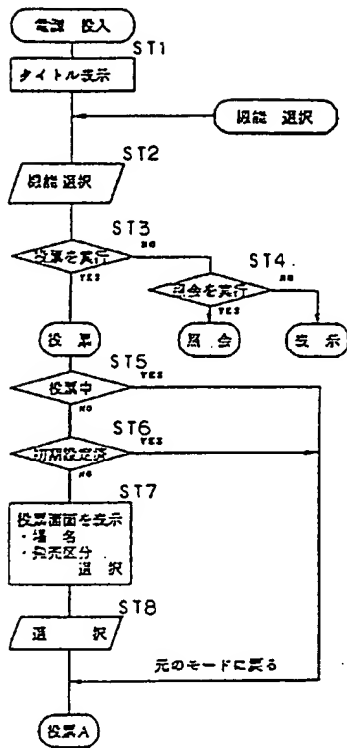 電源 投入
ST1
タイトル表示
機能 選択
ST2
機能選択
ST3
投票を実行
NO
YES
ST4.
照会を実行
NO
YES
投票
照会
表示
ST5
投票中
YES
NO
ST6
初期設定済
YES
NO
ST7
投票画面を表示
・場名
・発売区分
選択
ST8
選択
元のモードに戻る
投票A